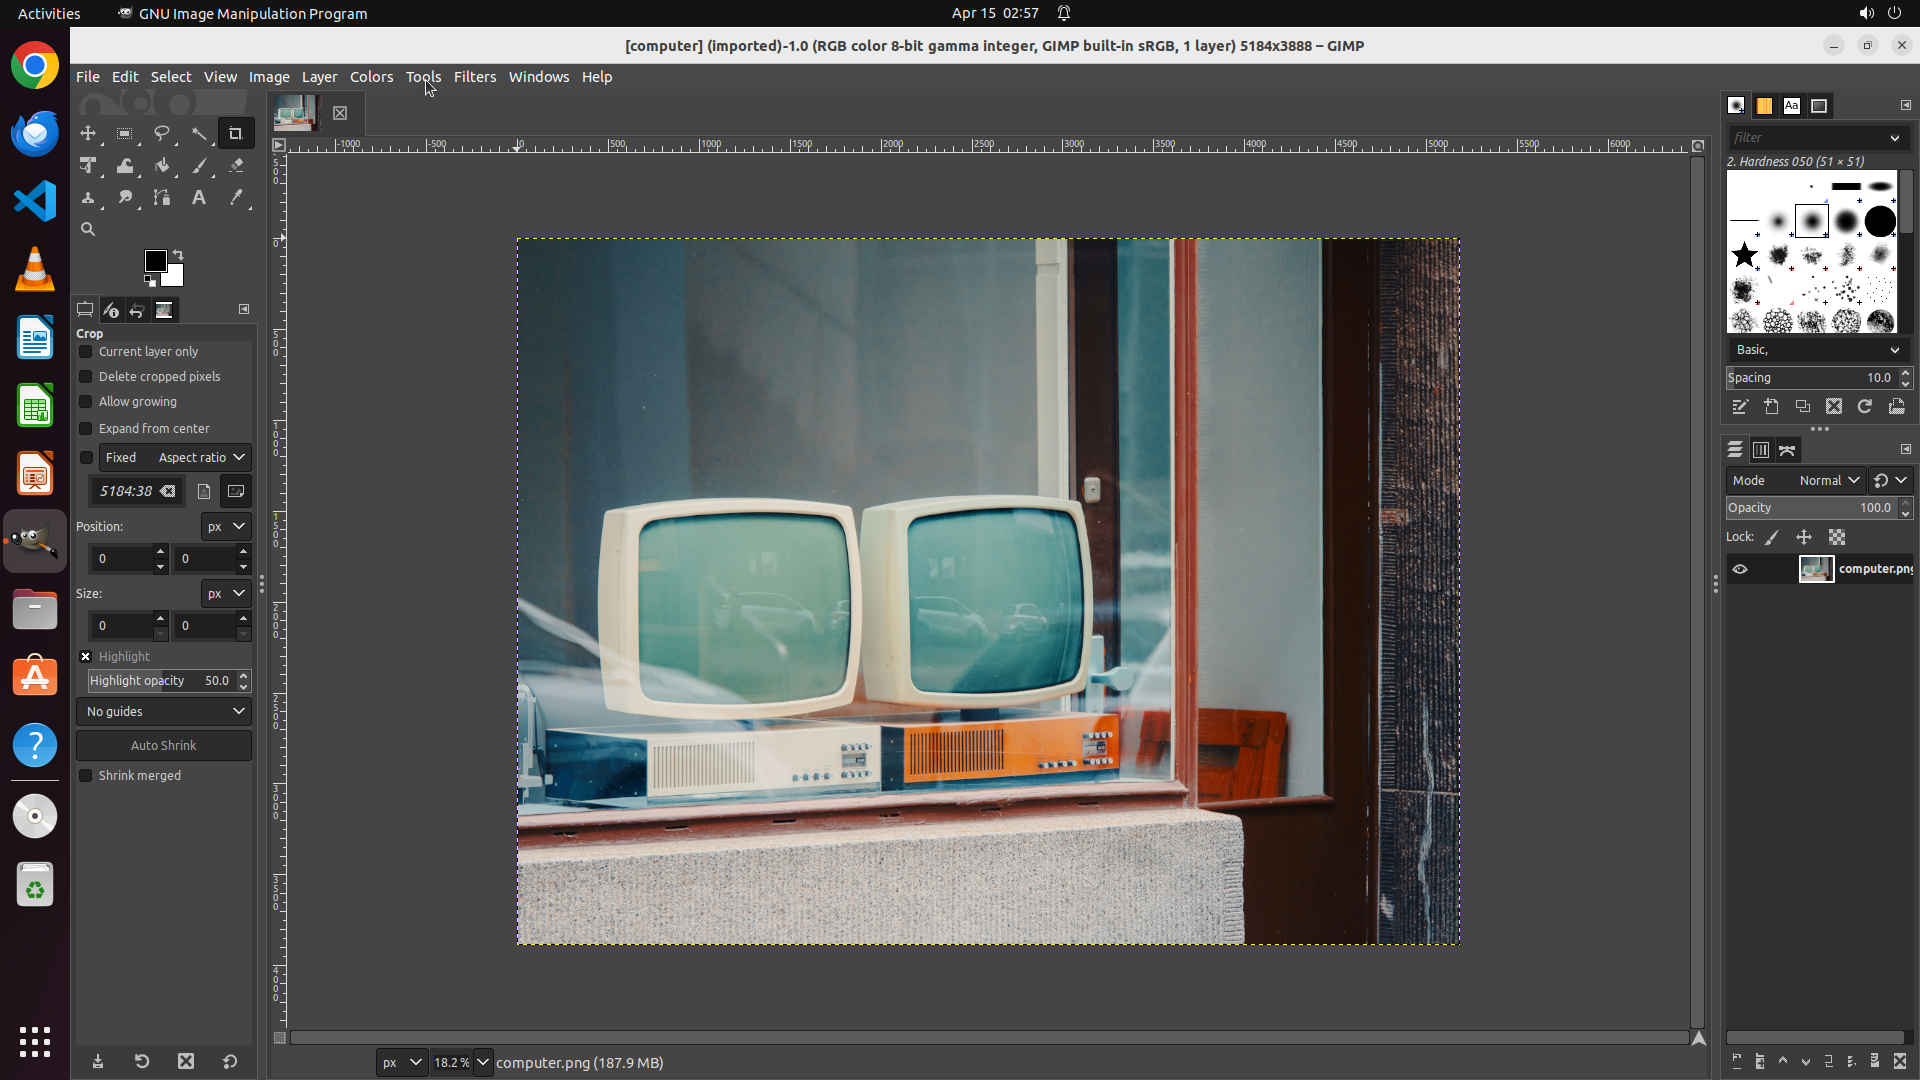 Activities
GNU Image Manipulation Program
Apr 15 02:57
[computer] (imported)-1.0 (RGB color 8-bit gamma integer, GIMP built-in sRGB, 1 layer) 5184x3888 – GIMP
File Edit Select View Image Layer Colors Tools Filters Windows Help
-1000 -500 0 500 1000 1500 2000 2500 3000 3500 4000 4500 5000 5500 6000
filter
2. Hardness 050 (51 × 51)
Basic,
Spacing 10.0
Crop
Current layer only
Delete cropped pixels
Allow growing
Expand from center
Fixed Aspect ratio
5184:38
Position: px
0 0
Size: px
0 0
Highlight
Highlight opacity 50.0
No guides
Auto Shrink
Shrink merged
Mode Normal
Opacity 100.0
Lock:
computer.png
px 18.2 % computer.png (187.9 MB)